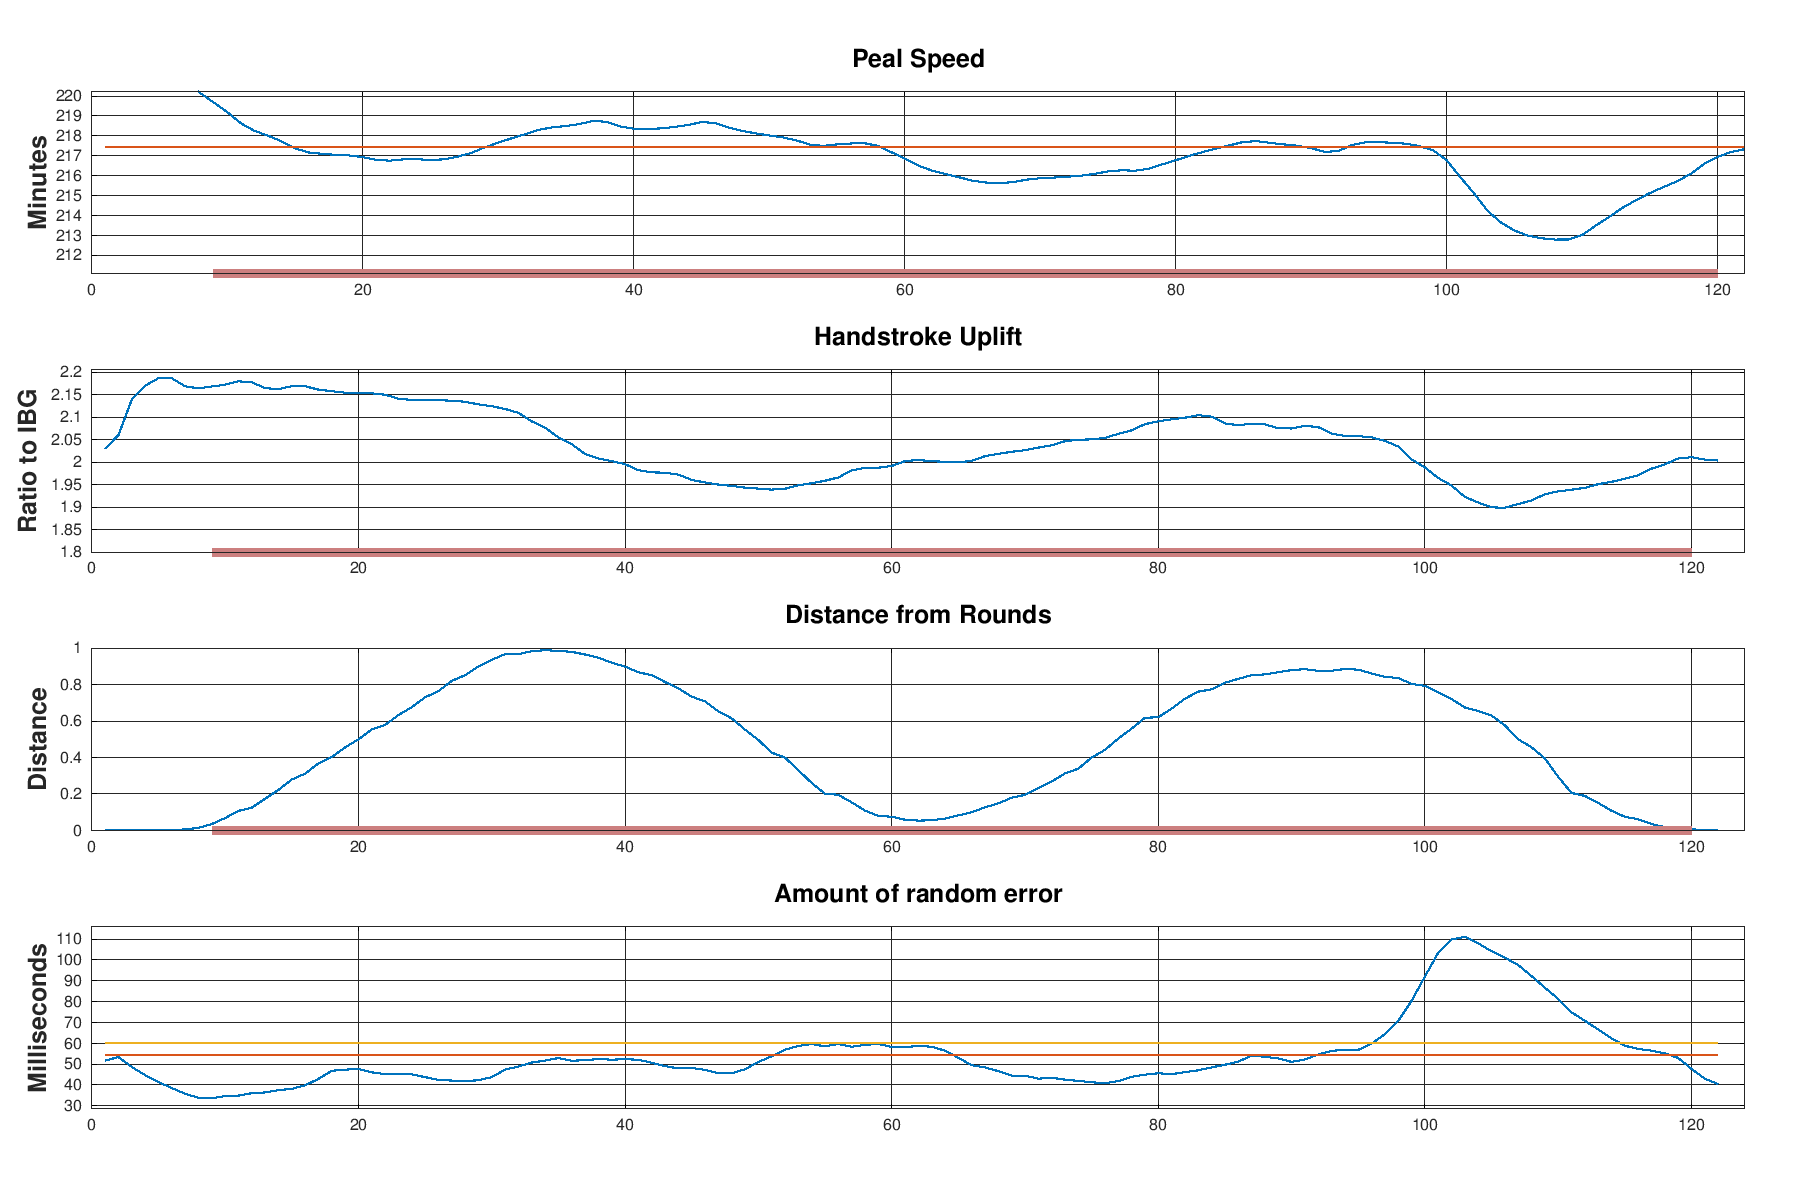 Peal Speed
Minutes
220
219
218
217
216
215
214
213
212
0 20 40 60 80 100 120
Handstroke Uplift
Ratio to IBG
2.2
2.15
2.1
2.05
2
1.95
1.9
1.85
1.8
0 20 40 60 80 100 120
Distance from Rounds
Distance
1
0.8
0.6
0.4
0.2
0
0 20 40 60 80 100 120
Amount of random error
Milliseconds
110
100
90
80
70
60
50
40
30
0 20 40 60 80 100 120